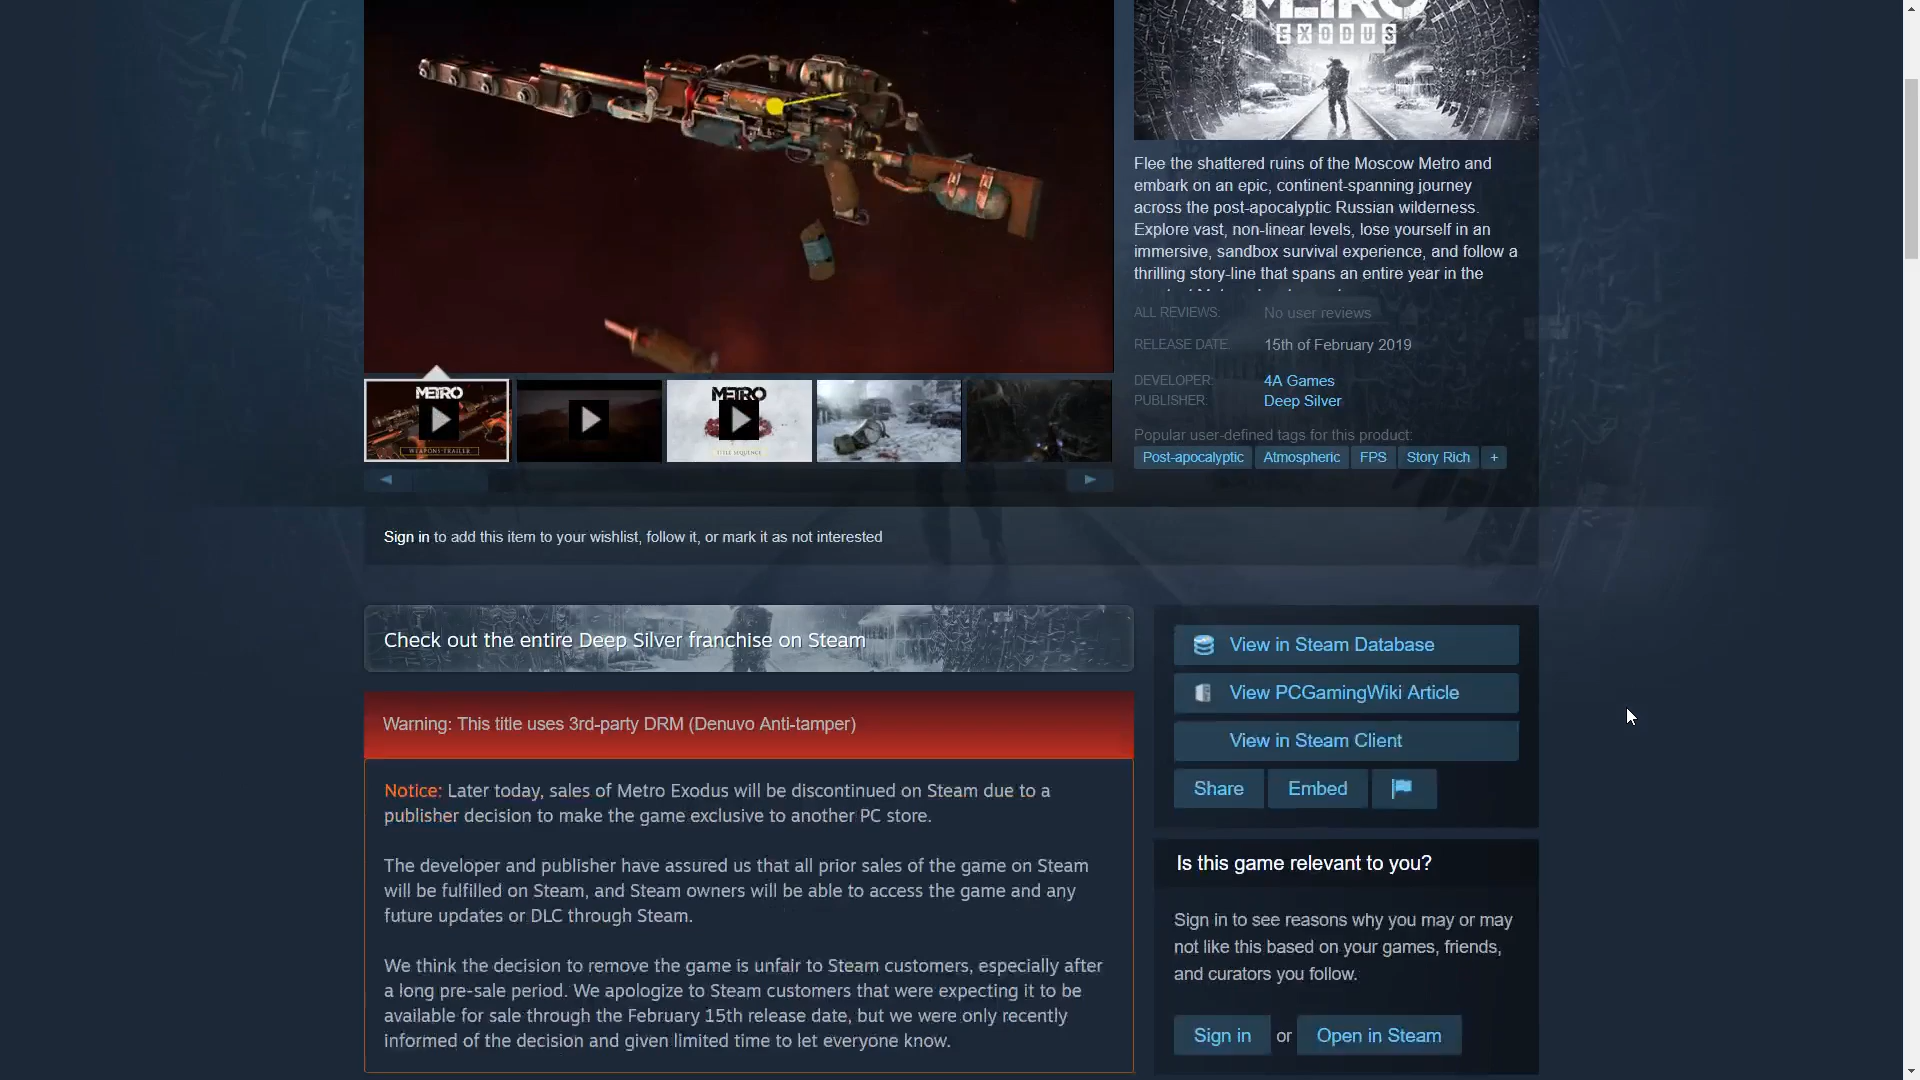 METRO
EXODUS
Flee the shattered ruins of the Moscow Metro and
embark on an epic, continent-spanning journey
across the post-apocalyptic Russian wilderness.
Explore vast, non-linear levels, lose yourself in an
immersive, sandbox survival experience, and follow a
thrilling story-line that spans an entire year in the
ALL REVIEWS: No user reviews
RELEASE DATE: 15th of February 2019
DEVELOPER: 4A Games
PUBLISHER: Deep Silver
Popular user-defined tags for this product:
Post-apocalyptic Atmospheric FPS Story Rich +
METRO
WEAPONS TRAILER
METRO
TITLE SEQUENCE
Sign in to add this item to your wishlist, follow it, or mark it as not interested
Check out the entire Deep Silver franchise on Steam
Warning: This title uses 3rd-party DRM (Denuvo Anti-tamper)
Notice: Later today, sales of Metro Exodus will be discontinued on Steam due to a
publisher decision to make the game exclusive to another PC store.
The developer and publisher have assured us that all prior sales of the game on Steam
will be fulfilled on Steam, and Steam owners will be able to access the game and any
future updates or DLC through Steam.
We think the decision to remove the game is unfair to Steam customers, especially after
a long pre-sale period. We apologize to Steam customers that were expecting it to be
available for sale through the February 15th release date, but we were only recently
informed of the decision and given limited time to let everyone know.
View in Steam Database
View PCGamingWiki Article
View in Steam Client
Share Embed
Is this game relevant to you?
Sign in to see reasons why you may or may
not like this based on your games, friends,
and curators you follow.
Sign in or Open in Steam